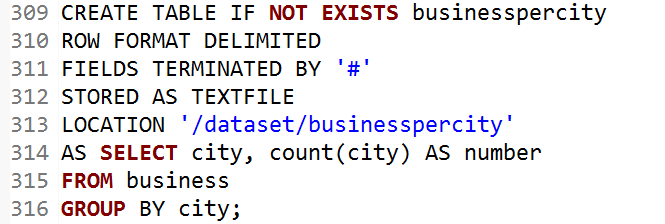 309 CREATE TABLE IF NOT EXISTS businesspercity
310 ROW FORMAT DELIMITED
311 FIELDS TERMINATED BY '#'
312 STORED AS TEXTFILE
313 LOCATION '/dataset/businesspercity'
314 AS SELECT city, count(city) AS number
315 FROM business
316 GROUP BY city;